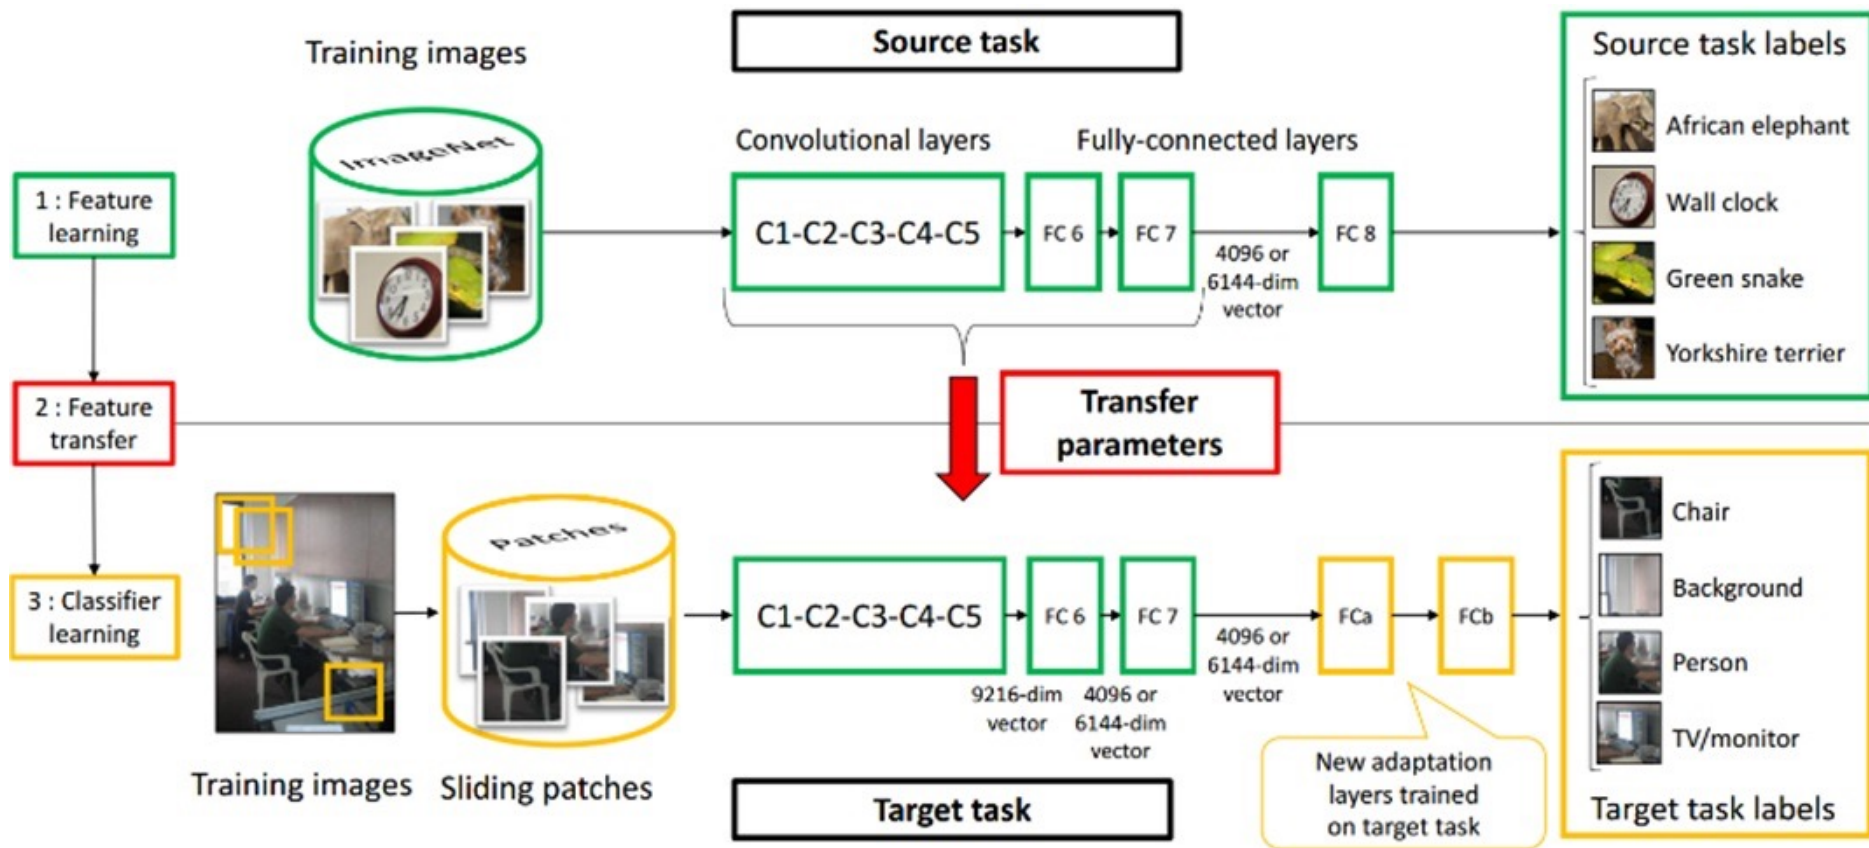 Source task
Training images
ImageNet
Convolutional layers
Fully-connected layers
1 : Feature
learning
C1-C2-C3-C4-C5
FC 6
FC 7
4096 or
6144-dim
vector
FC 8
Source task labels
African elephant
Wall clock
Green snake
Yorkshire terrier
2 : Feature
transfer
Transfer
parameters
3 : Classifier
learning
Training images
Patches
Sliding patches
C1-C2-C3-C4-C5
FC 6
FC 7
9216-dim
vector
4096 or
6144-dim
vector
4096 or
6144-dim
vector
FCa
FCb
New adaptation
layers trained
on target task
Chair
Background
Person
TV/monitor
Target task labels
Target task